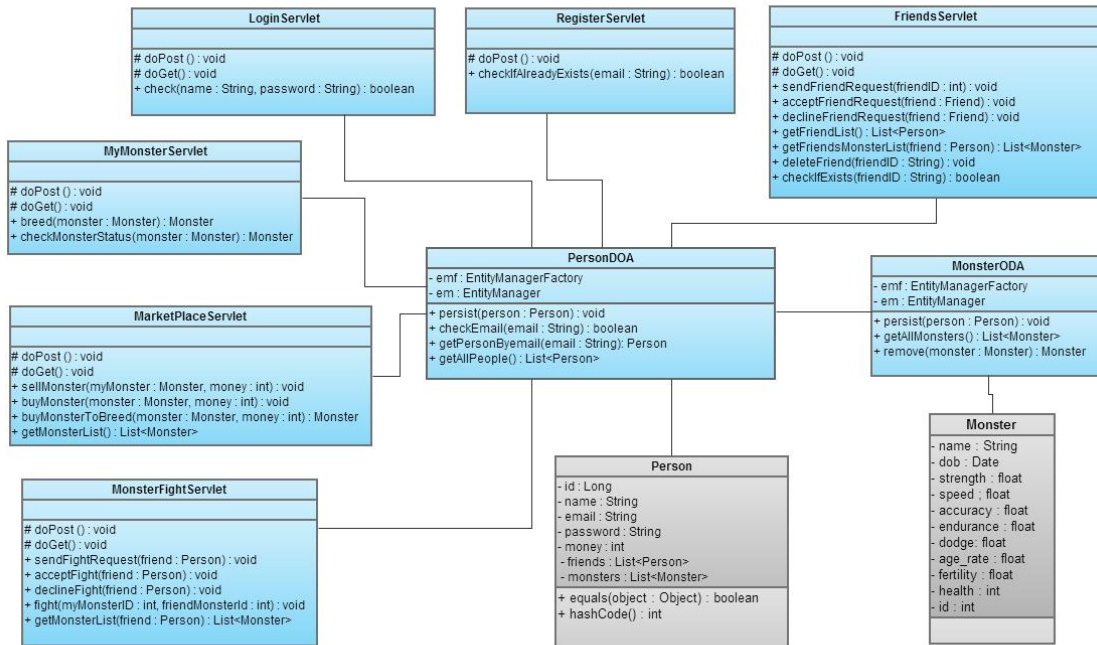 LoginServlet
# doPost () : void
# doGet() : void
+ check(name : String, password : String) : boolean
RegisterServlet
# doPost () : void
+ checkIfAlreadyExists(email : String) : boolean
FriendsServlet
# doPost () : void
# doGet() : void
+ sendFriendRequest(friendID : int) : void
+ acceptFriendRequest(friend : Friend) : void
+ declineFriendRequest(friend : Friend) : void
+ getFriendList() : List<Person>
+ getFriendsMonsterList(friend : Person) : List<Monster>
+ deleteFriend(friendID : String) : void
+ checkIfExists(friendID : String) : boolean
MyMonsterServlet
# doPost () : void
# doGet() : void
+ breed(monster : Monster) : Monster
+ checkMonsterStatus(monster : Monster) : Monster
PersonDOA
- emf : EntityManagerFactory
- em : EntityManager
+ persist(person : Person) : void
+ checkEmail(email : String) : boolean
+ getPersonByemail(email : String): Person
+ getAllPeople() : List<Person>
MonsterODA
- emf : EntityManagerFactory
- em : EntityManager
+ persist(person : Person) : void
+ getAllMonsters() : List<Monster>
+ remove(monster : Monster) : Monster
MarketPlaceServlet
# doPost () : void
# doGet() : void
+ sellMonster(myMonster : Monster, money : int) : void
+ buyMonster(monster : Monster, money : int) : void
+ buyMonsterToBreed(monster : Monster, money : int) : Monster
+ getMonsterList() : List<Monster>
Monster
- name : String
- dob : Date
- strength : float
- speed ; float
- accuracy : float
- endurance : float
- dodge: float
- age_rate : float
- fertility : float
- health : int
- id : int
Person
- id : Long
- name : String
- email : String
- password : String
- money : int
- friends : List<Person>
- monsters : List<Monster>
+ equals(object : Object) : boolean
+ hashCode() : int
MonsterFightServlet
# doPost () : void
# doGet() : void
+ sendFightRequest(friend : Person) : void
+ acceptFight(friend : Person) : void
+ declineFight(friend : Person) : void
+ fight(myMonsterID : int, friendMonsterId : int) : void
+ getMonsterList(friend : Person) : List<Monster>